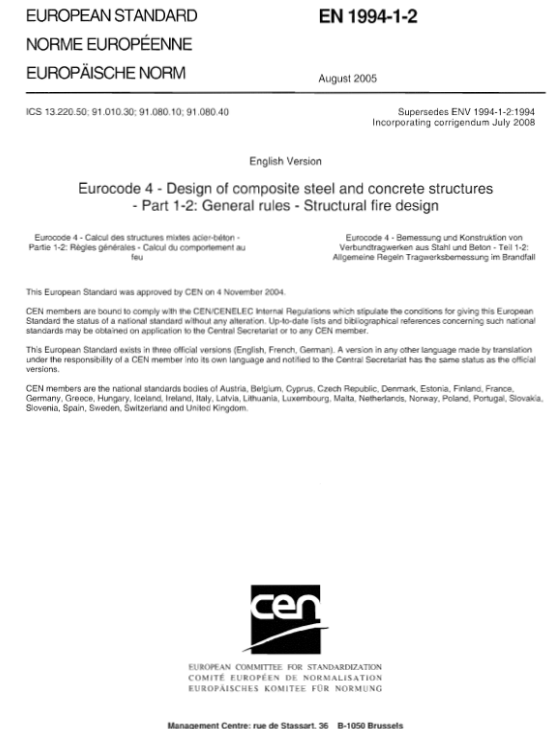 EUROPEAN STANDARD
EN 1994-1-2
NORME EUROPÉENNE
EUROPÄISCHE NORM
August 2005
ICS 13.220.50; 91.010.30; 91.080.10; 91.080.40
Supersedes ENV 1994-1-2:1994
Incorporating corrigendum July 2008
English Version
Eurocode 4 - Design of composite steel and concrete structures
- Part 1-2: General rules - Structural fire design
Eurocode 4 - Calcul des structures mixtes acier-béton -
Partie 1-2: Règles générales - Calcul du comportement au
feu
Eurocode 4 - Bemessung und Konstruktion von
Verbundtragwerken aus Stahl und Beton - Teil 1-2:
Allgemeine Regeln Tragwerksbemessung im Brandfall
This European Standard was approved by CEN on 4 November 2004.
CEN members are bound to comply with the CEN/CENELEC Internal Regulations which stipulate the conditions for giving this European
Standard the status of a national standard without any alteration. Up-to-date lists and bibliographical references concerning such national
standards may be obtained on application to the Central Secretariat or to any CEN member.
This European Standard exists in three official versions (English, French, German). A version in any other language made by translation
under the responsibility of a CEN member into its own language and notified to the Central Secretariat has the same status as the official
versions.
CEN members are the national standards bodies of Austria, Belgium, Cyprus, Czech Republic, Denmark, Estonia, Finland, France,
Germany, Greece, Hungary, Iceland, Ireland, Italy, Latvia, Lithuania, Luxembourg, Malta, Netherlands, Norway, Poland, Portugal, Slovakia,
Slovenia, Spain, Sweden, Switzerland and United Kingdom.
cen
EUROPEAN COMMITTEE FOR STANDARDIZATION
COMITÉ EUROPÉEN DE NORMALISATION
EUROPÄISCHES KOMITEE FÜR NORMUNG
Management Centre: rue de Stassart, 36 B-1050 Brussels